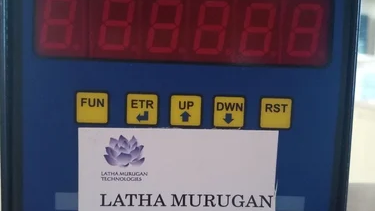 FUN ETR UP DWN RST
LATHA MURUGAN
TECHNOLOGIES
LATHA MURUGAN